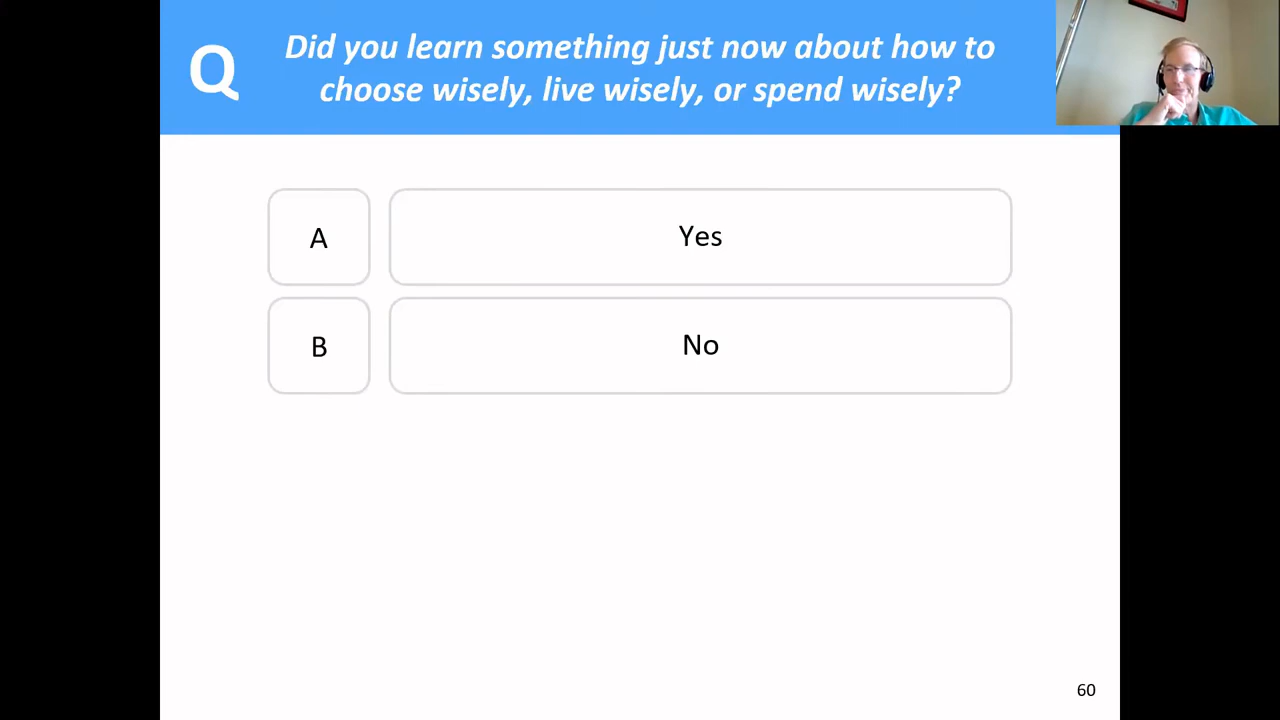 Q
Did you learn something just now about how to
choose wisely, live wisely, or spend wisely?
A
Yes
B
No
60